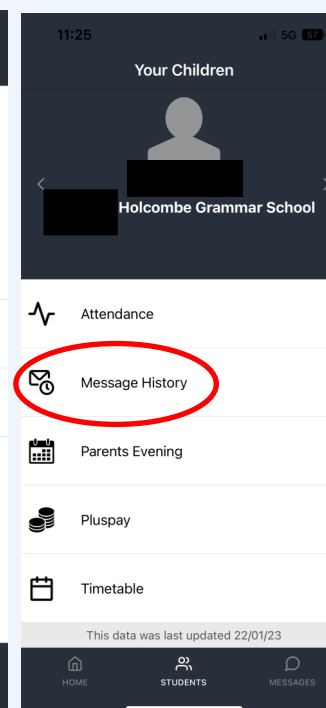 11:25
5G 57
Your Children
Holcombe Grammar School
Attendance
Message History
Parents Evening
Pluspay
Timetable
This data was last updated 22/01/23
HOME STUDENTS MESSAGES